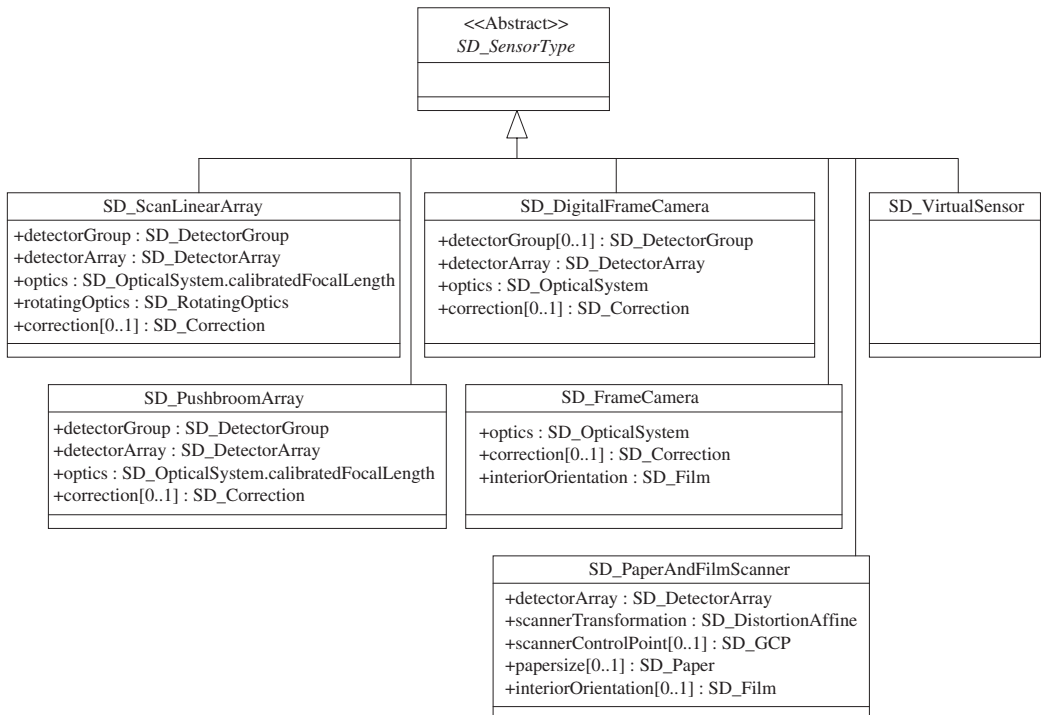 <<Abstract>>
SD_SensorType
SD_ScanLinearArray
+detectorGroup : SD_DetectorGroup
+detectorArray : SD_DetectorArray
+optics : SD_OpticalSystem.calibratedFocalLength
+rotatingOptics : SD_RotatingOptics
+correction[0..1] : SD_Correction
SD_DigitalFrameCamera
+detectorGroup[0..1] : SD_DetectorGroup
+detectorArray : SD_DetectorArray
+optics : SD_OpticalSystem
+correction[0..1] : SD_Correction
SD_VirtualSensor
SD_PushbroomArray
+detectorGroup : SD_DetectorGroup
+detectorArray : SD_DetectorArray
+optics : SD_OpticalSystem.calibratedFocalLength
+correction[0..1] : SD_Correction
SD_FrameCamera
+optics : SD_OpticalSystem
+correction[0..1] : SD_Correction
+interiorOrientation : SD_Film
SD_PaperAndFilmScanner
+detectorArray : SD_DetectorArray
+scannerTransformation : SD_DistortionAffine
+scannerControlPoint[0..1] : SD_GCP
+papersize[0..1] : SD_Paper
+interiorOrientation[0..1] : SD_Film